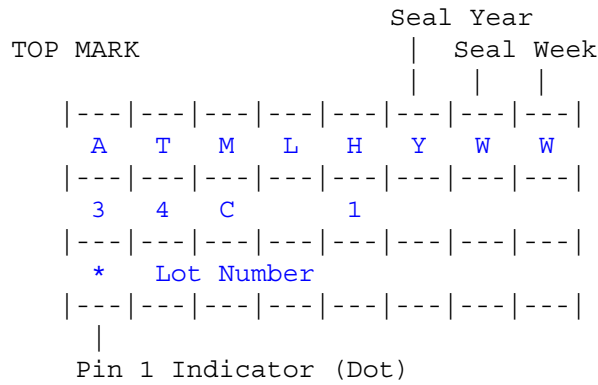 Seal Year
TOP MARK | Seal Week
| | |
|---|---|---|---|---|---|---|---|
A T M L H Y W W
|---|---|---|---|---|---|---|---|
3 4 C 1
|---|---|---|---|---|---|---|---|
* Lot Number
|---|---|---|---|---|---|---|---|
|
Pin 1 Indicator (Dot)